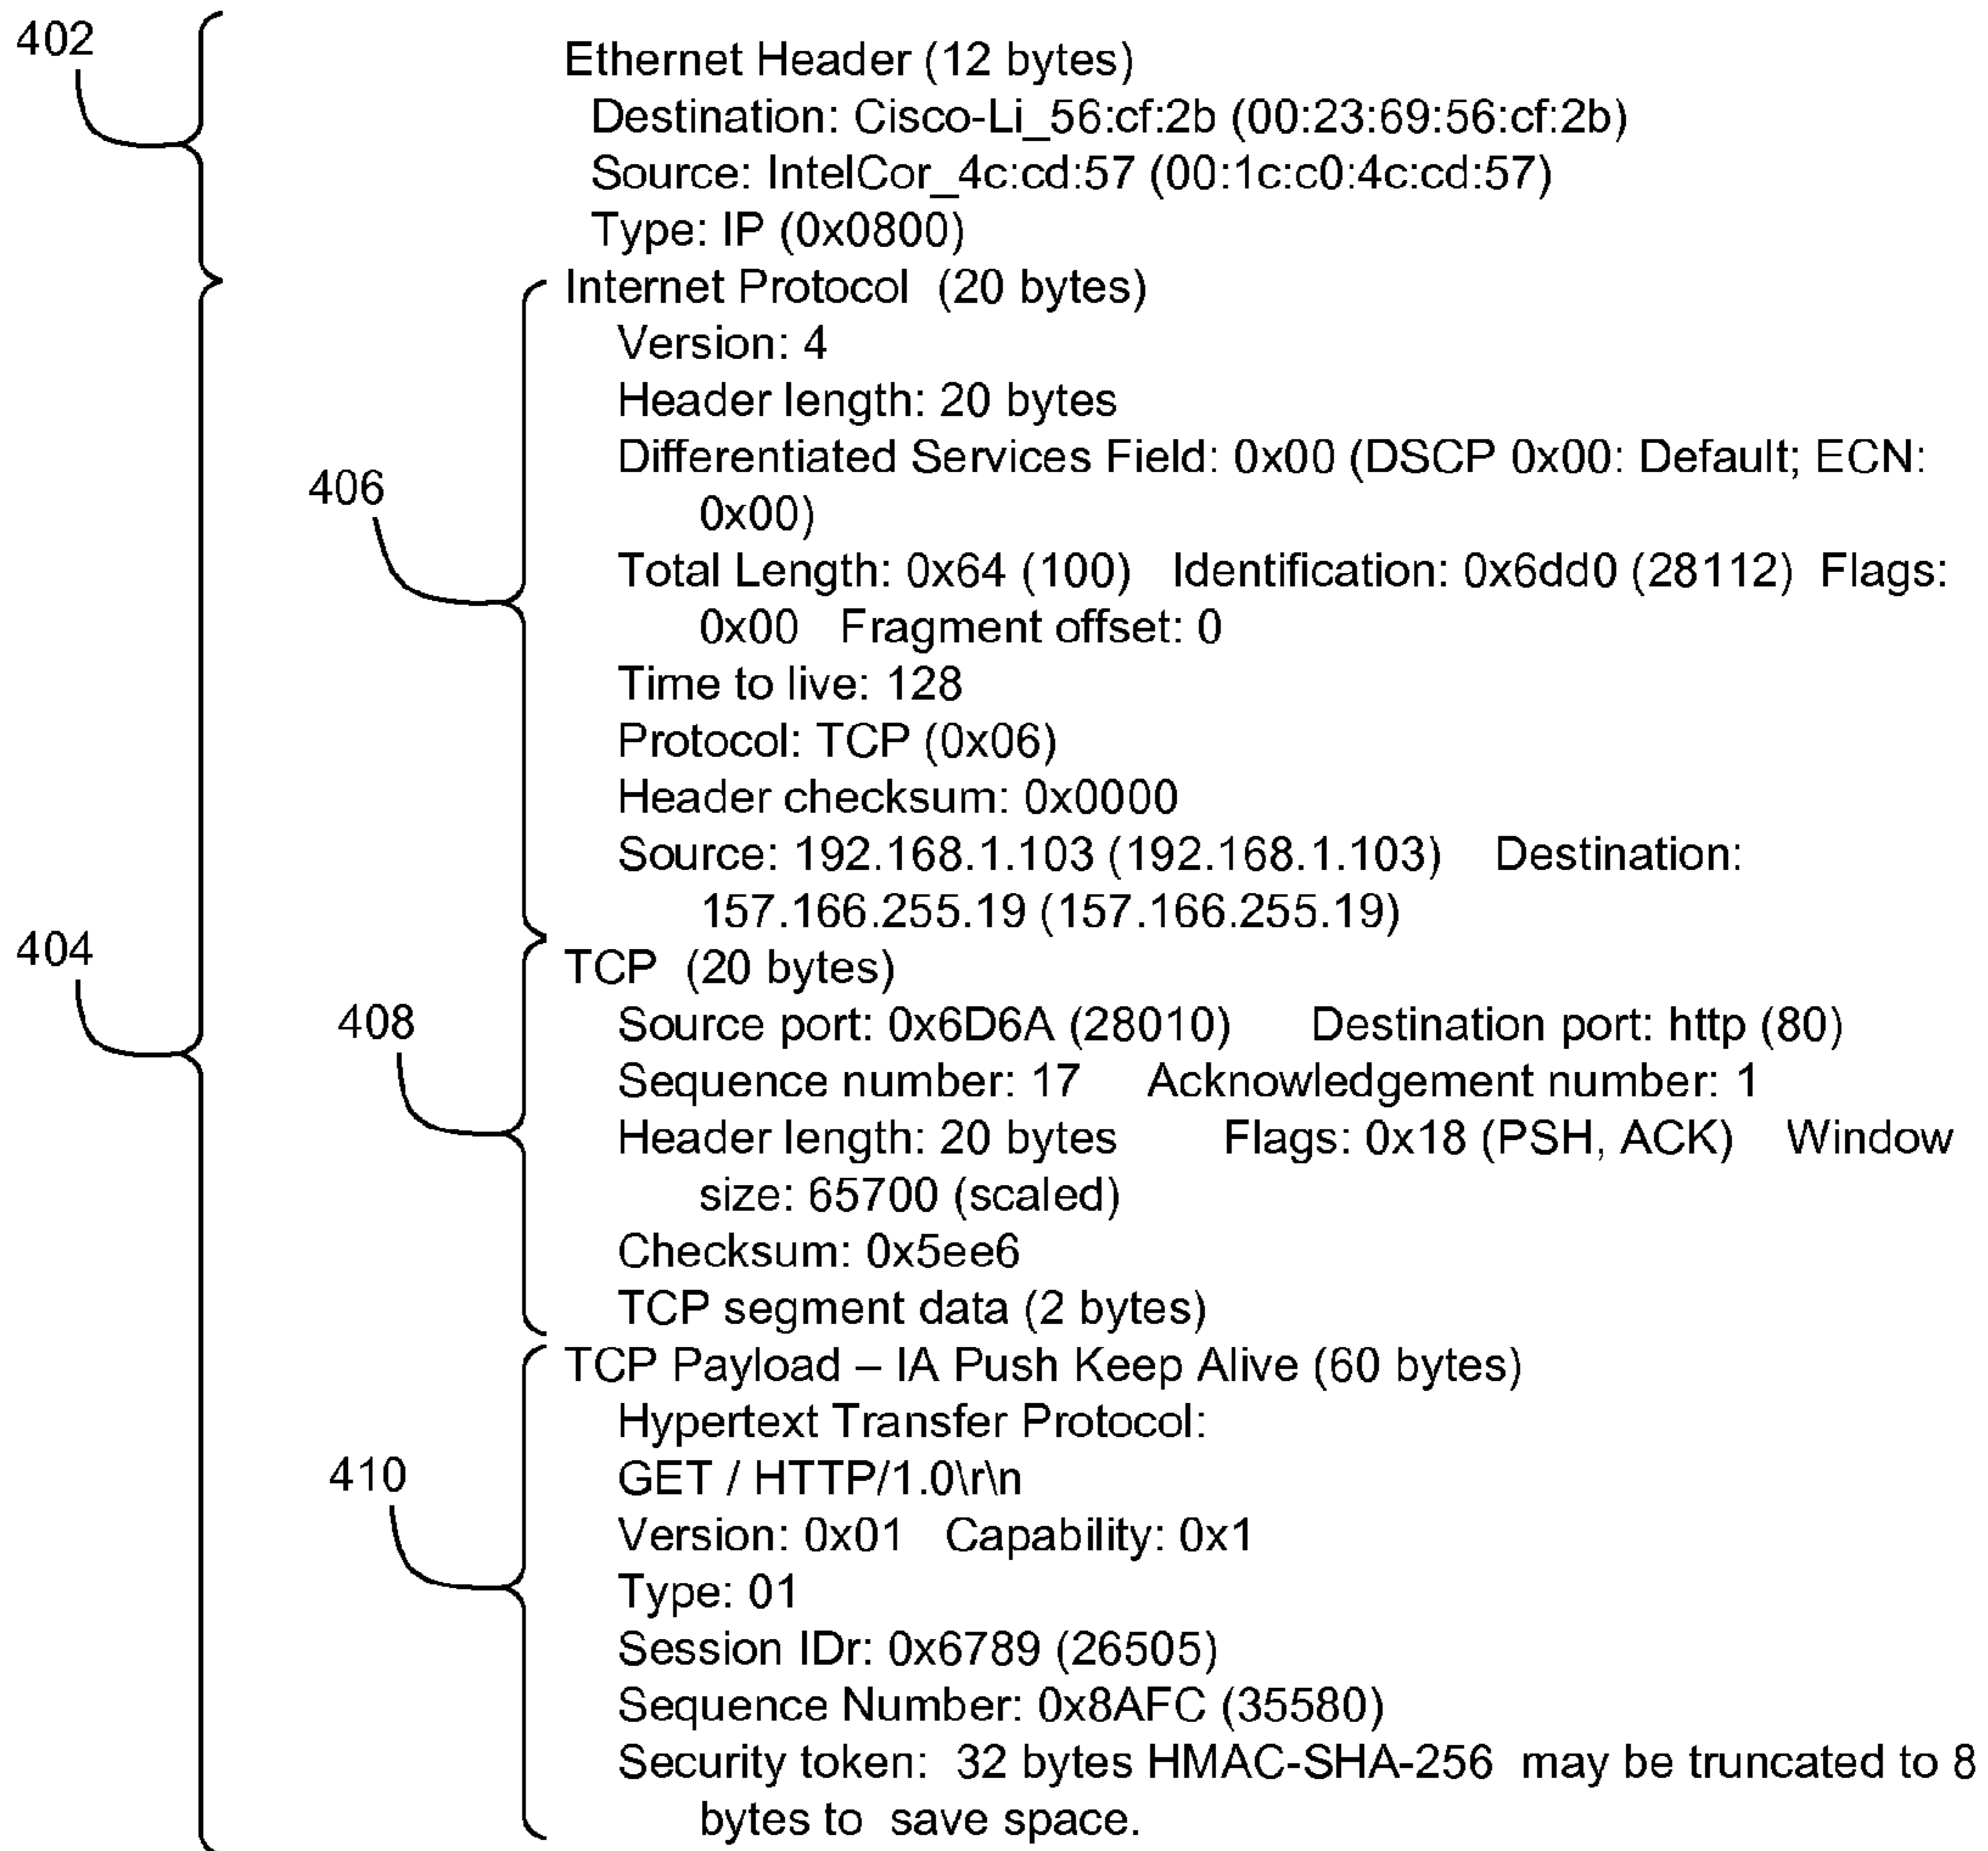 402
Ethernet Header (12 bytes)
Destination: Cisco-Li_56:cf:2b (00:23:69:56:cf:2b)
Source: IntelCor_4c:cd:57 (00:1c:c0:4c:cd:57)
Type: IP (0x0800)
Internet Protocol (20 bytes)
Version: 4
Header length: 20 bytes
Differentiated Services Field: 0x00 (DSCP 0x00: Default; ECN:
406
0x00)
Total Length: 0x64 (100) Identification: 0x6dd0 (28112) Flags:
0x00 Fragment offset: 0
Time to live: 128
Protocol: TCP (0x06)
Header checksum: 0x0000
Source: 192.168.1.103 (192.168.1.103) Destination:
157.166.255.19 (157.166.255.19)
404
TCP (20 bytes)
408
Source port: 0x6D6A (28010) Destination port: http (80)
Sequence number: 17 Acknowledgement number: 1
Header length: 20 bytes Flags: 0x18 (PSH, ACK) Window
size: 65700 (scaled)
Checksum: 0x5ee6
TCP segment data (2 bytes)
TCP Payload – IA Push Keep Alive (60 bytes)
Hypertext Transfer Protocol:
410
GET / HTTP/1.0\r\n
Version: 0x01 Capability: 0x1
Type: 01
Session IDr: 0x6789 (26505)
Sequence Number: 0x8AFC (35580)
Security token: 32 bytes HMAC-SHA-256 may be truncated to 8
bytes to save space.